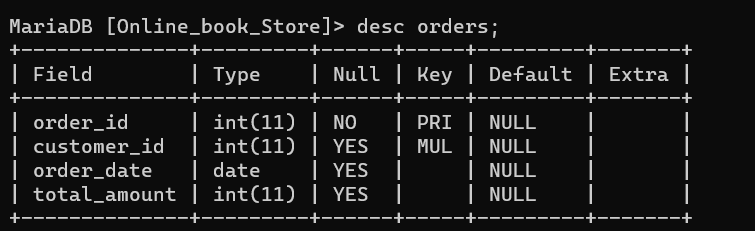 MariaDB [Online_book_Store]> desc orders;
+--------------+---------+------+-----+---------+-------+
| Field        | Type    | Null | Key | Default | Extra |
+--------------+---------+------+-----+---------+-------+
| order_id     | int(11) | NO   | PRI | NULL    |       |
| customer_id  | int(11) | YES  | MUL | NULL    |       |
| order_date   | date    | YES  |     | NULL    |       |
| total_amount | int(11) | YES  |     | NULL    |       |
+--------------+---------+------+-----+---------+-------+